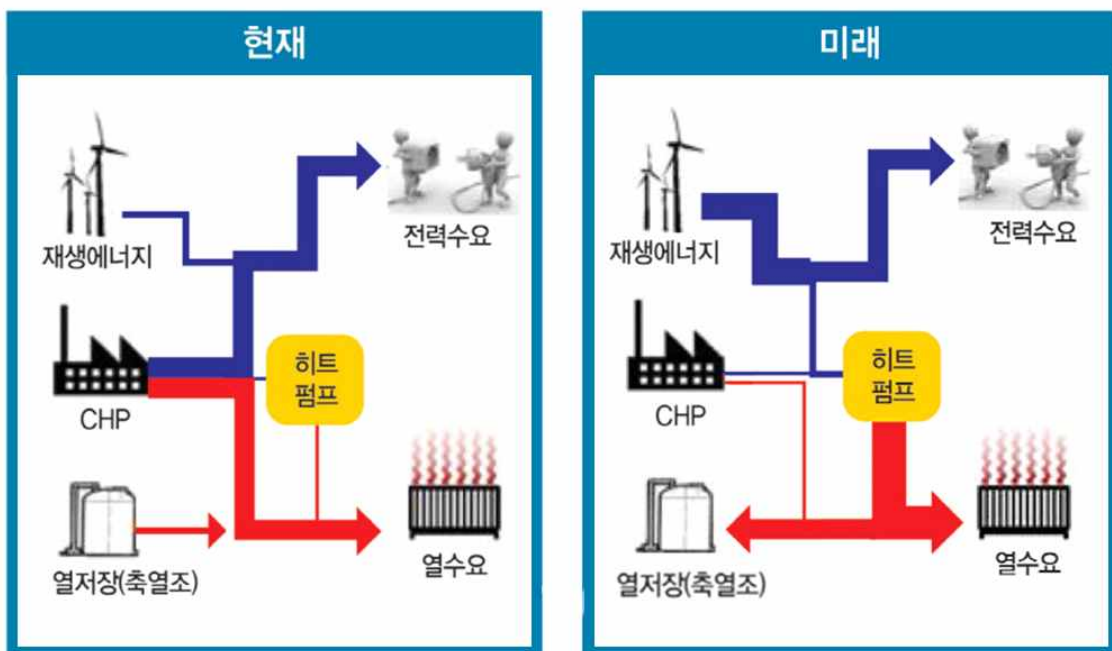 현재
재생에너지
전력수요
CHP
히트
펌프
열저장(축열조)
열수요
미래
재생에너지
전력수요
CHP
히트
펌프
열저장(축열조)
열수요